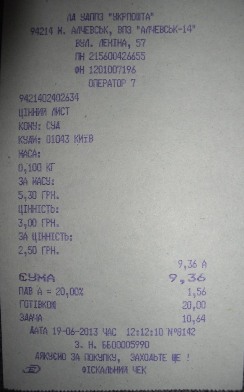 ЛД УДППЗ "УКРПОШТА"
94214 М. АЛЧЕВСЬК, ВПЗ "АЛЧЕВСЬК-14"
ВУЛ. ЛЕНІНА, 57
ПН 215600426655
ФН 1201007196
ОПЕРАТОР 7
9421402402634
ЦІННИЙ ЛИСТ
КОМУ: СУД
КУДИ: 01043 КИЇВ
МАСА:
0,100 КГ
ЗА МАСУ:
5,30 ГРН.
ЦІННІСТЬ:
3,00 ГРН.
ЗА ЦІННІСТЬ:
2,50 ГРН.
9,36 А
СУМА 9,36
ПДВ А = 20,00% 1,56
ГОТІВКОЮ 20,00
ЗДАЧА 10,64
ДАТА 19-06-2013 ЧАС 12:12:10 №8142
З. Н. ББ00005990
ДЯКУЄМО ЗА ПОКУПКУ, ЗАХОДЬТЕ ЩЕ !
ФІСКАЛЬНИЙ ЧЕК